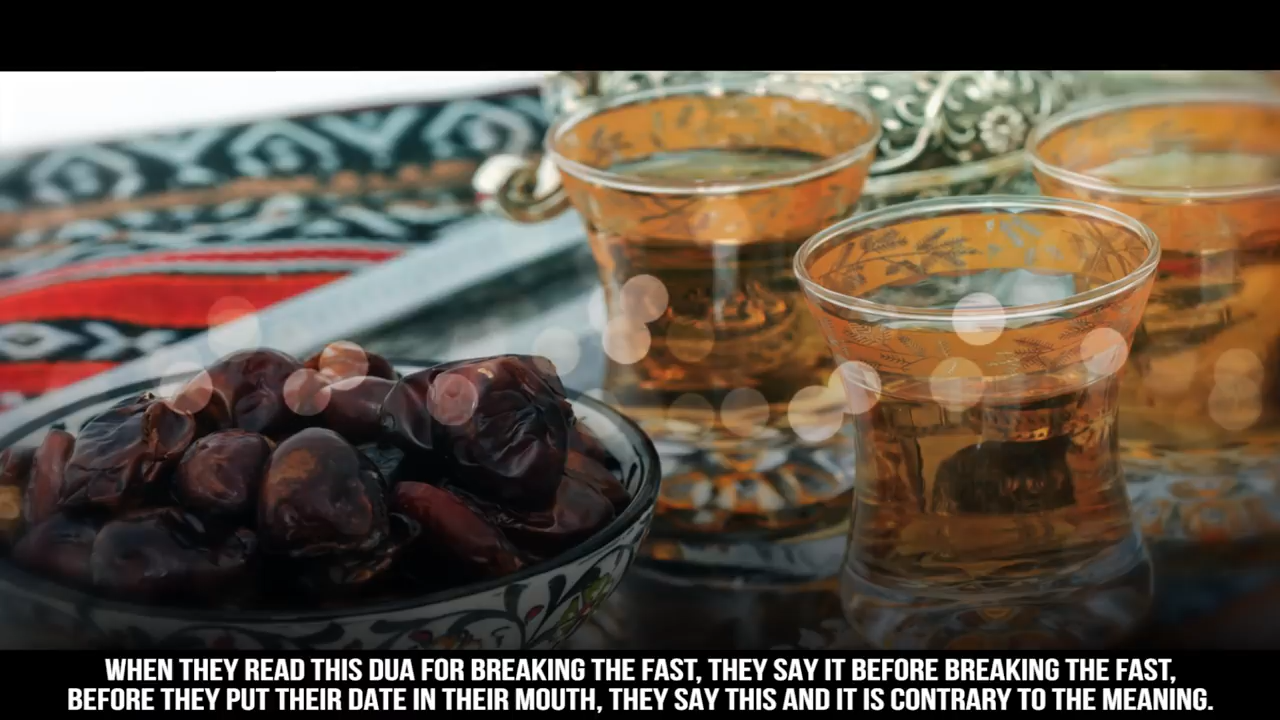 WHEN THEY READ THIS DUA FOR BREAKING THE FAST, THEY SAY IT BEFORE BREAKING THE FAST,
BEFORE THEY PUT THEIR DATE IN THEIR MOUTH, THEY SAY THIS AND IT IS CONTRARY TO THE MEANING.